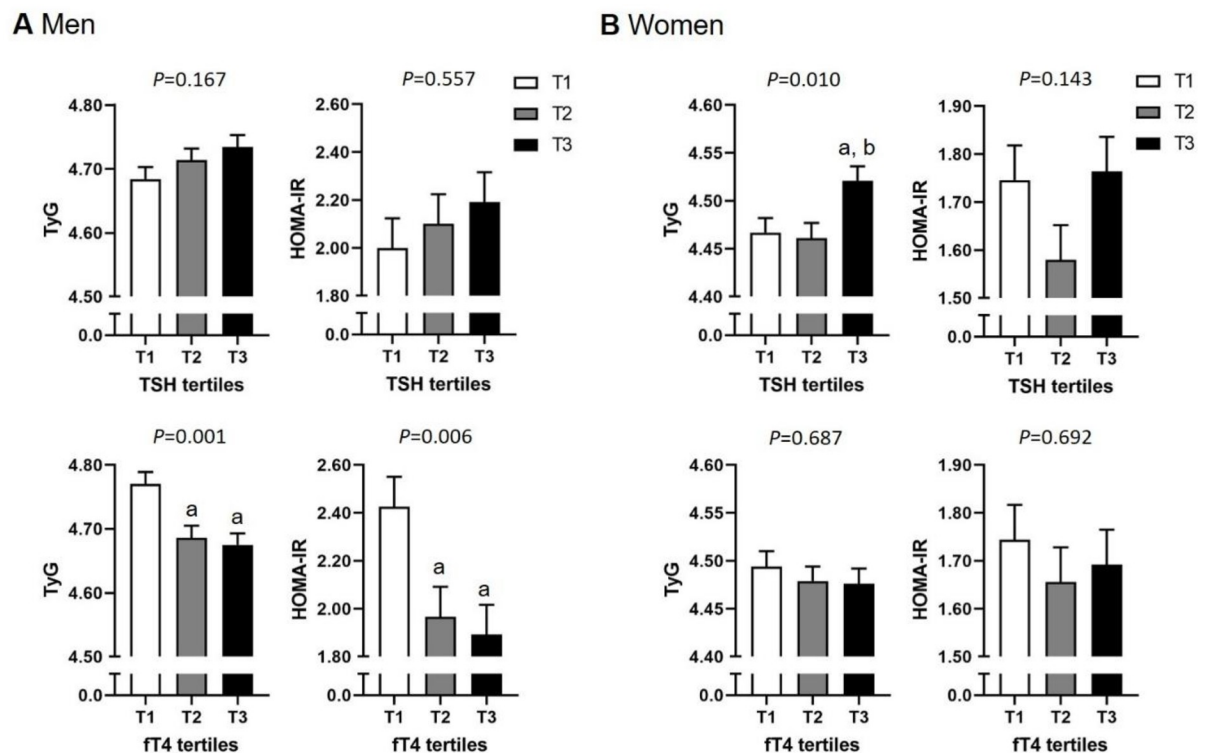 A Men
P=0.167
TyG
4.80
4.70
4.60
4.50
0.0
T1 T2 T3
TSH tertiles
P=0.557
HOMA-IR
2.60
2.40
2.20
2.00
1.80
0.0
T1 T2 T3
TSH tertiles
T1
T2
T3
P=0.001
TyG
4.80
4.70
4.60
4.50
0.0
a a
T1 T2 T3
fT4 tertiles
P=0.006
HOMA-IR
2.60
2.40
2.20
2.00
1.80
0.0
a a
T1 T2 T3
fT4 tertiles
B Women
P=0.010
TyG
4.60
4.55
4.50
4.45
4.40
0.0
a, b
T1 T2 T3
TSH tertiles
P=0.143
HOMA-IR
1.90
1.80
1.70
1.60
1.50
0.0
T1 T2 T3
TSH tertiles
T1
T2
T3
P=0.687
TyG
4.60
4.55
4.50
4.45
4.40
0.0
T1 T2 T3
fT4 tertiles
P=0.692
HOMA-IR
1.90
1.80
1.70
1.60
1.50
0.0
T1 T2 T3
fT4 tertiles